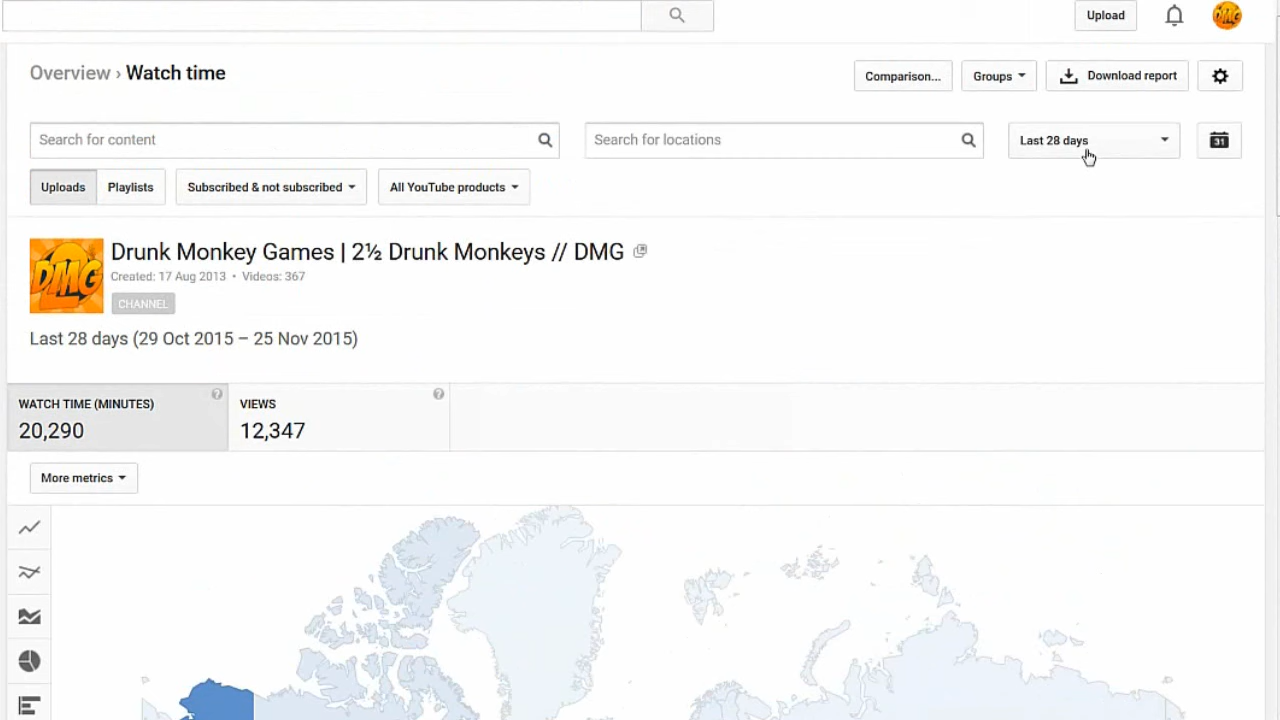 Upload
DMG
Overview › Watch time
Comparison...
Groups
Download report
Search for content
Search for locations
Last 28 days
31
Uploads
Playlists
Subscribed & not subscribed
All YouTube products
DMG
Drunk Monkey Games | 2½ Drunk Monkeys // DMG
Created: 17 Aug 2013 • Videos: 367
CHANNEL
Last 28 days (29 Oct 2015 – 25 Nov 2015)
WATCH TIME (MINUTES)
?
VIEWS
?
20,290
12,347
More metrics